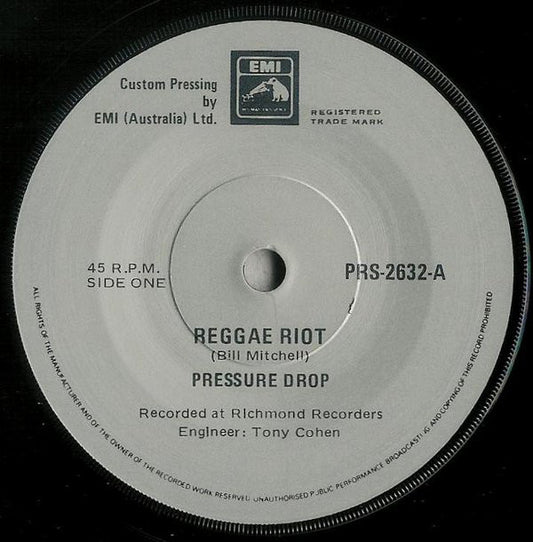 EMI
Custom Pressing
by
EMI (Australia) Ltd.
REGISTERED
TRADE MARK
45 R.P.M.
SIDE ONE
PRS-2632-A
REGGAE RIOT
(Bill Mitchell)
PRESSURE DROP
Recorded at Richmond Recorders
Engineer: Tony Cohen
ALL RIGHTS OF THE MANUFACTURER AND OF THE OWNER OF THE RECORDED WORK RESERVED. UNAUTHORISED PUBLIC PERFORMANCE BROADCASTING AND COPYING OF THIS RECORD PROHIBITED